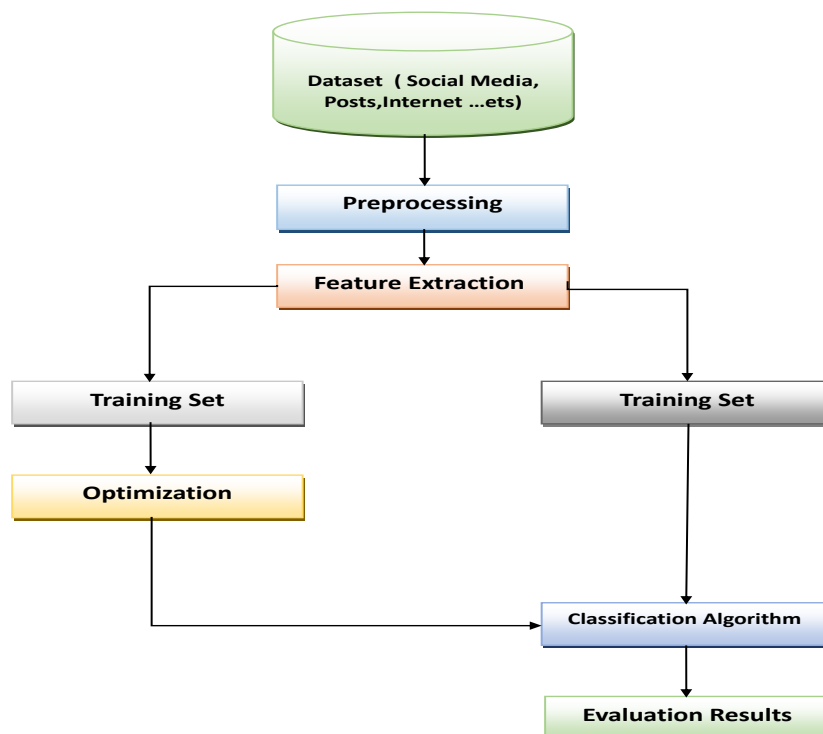 Dataset ( Social Media,
Posts,Internet ...ets)
Preprocessing
Feature Extraction
Training Set
Training Set
Optimization
Classification Algorithm
Evaluation Results